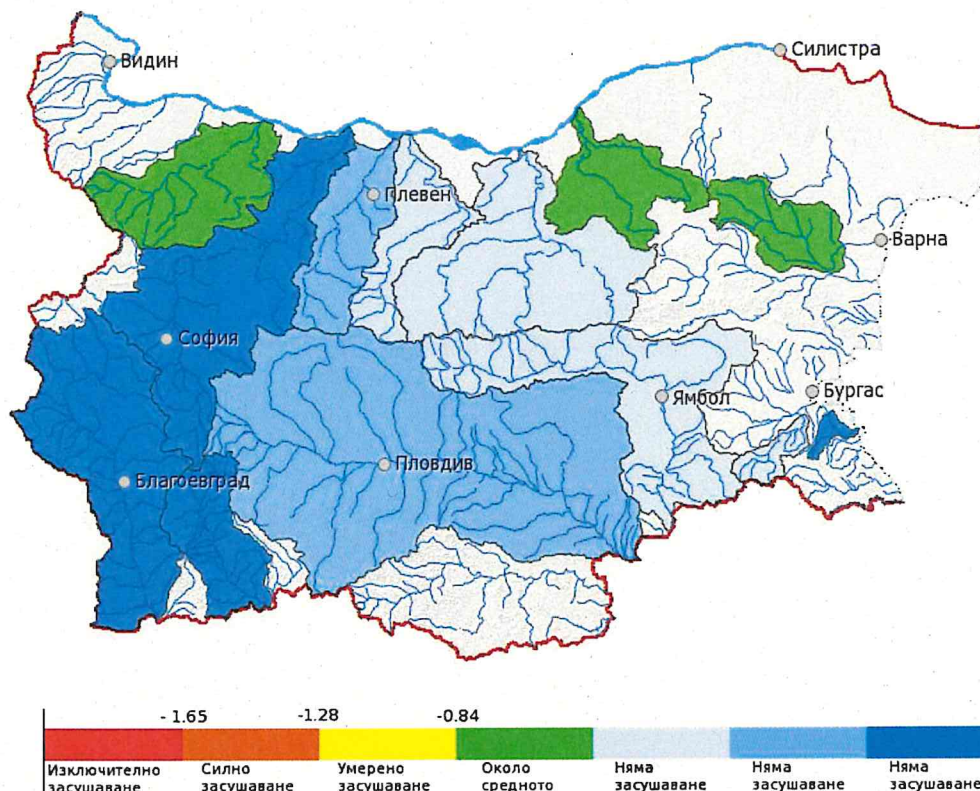 Видин
Силистра
Плевен
Варна
София
Ямбол
Бургас
Пловдив
Благоевград
- 1.65
-1.28
-0.84
Изключително засушаване
Силно засушаване
Умерено засушаване
Около средното
Няма засушаване
Няма засушаване
Няма засушаване